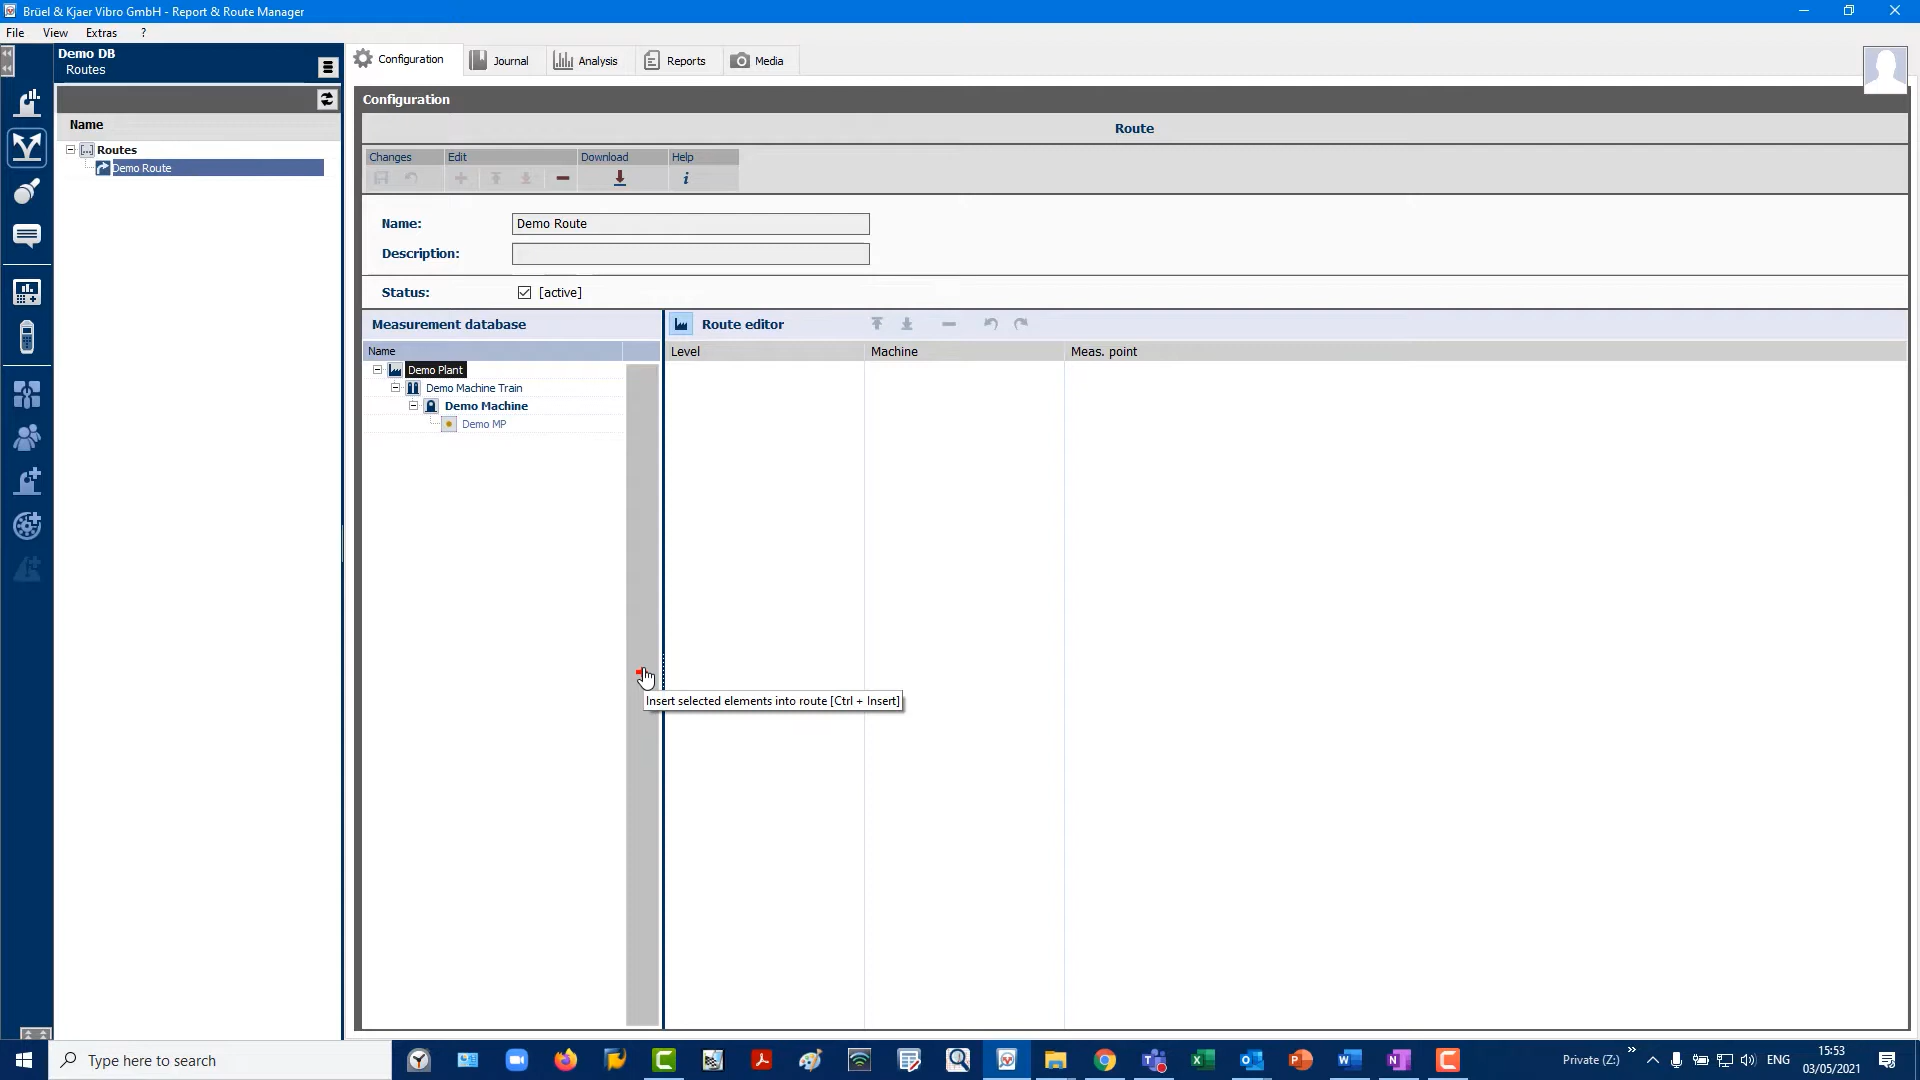 Brüel & Kjaer Vibro GmbH - Report & Route Manager
File View Extras ?
Demo DB
Routes
Configuration Journal Analysis Reports Media
Configuration
Name
Route
Routes
Demo Route
Changes Edit Download Help
Name: Demo Route
Description:
Status: [active]
Measurement database Route editor
Name Level Machine Meas. point
Demo Plant
Demo Machine Train
Demo Machine
Demo MP
Insert selected elements into route [Ctrl + Insert]
Type here to search
Private (Z:) » ENG 15:53
03/05/2021